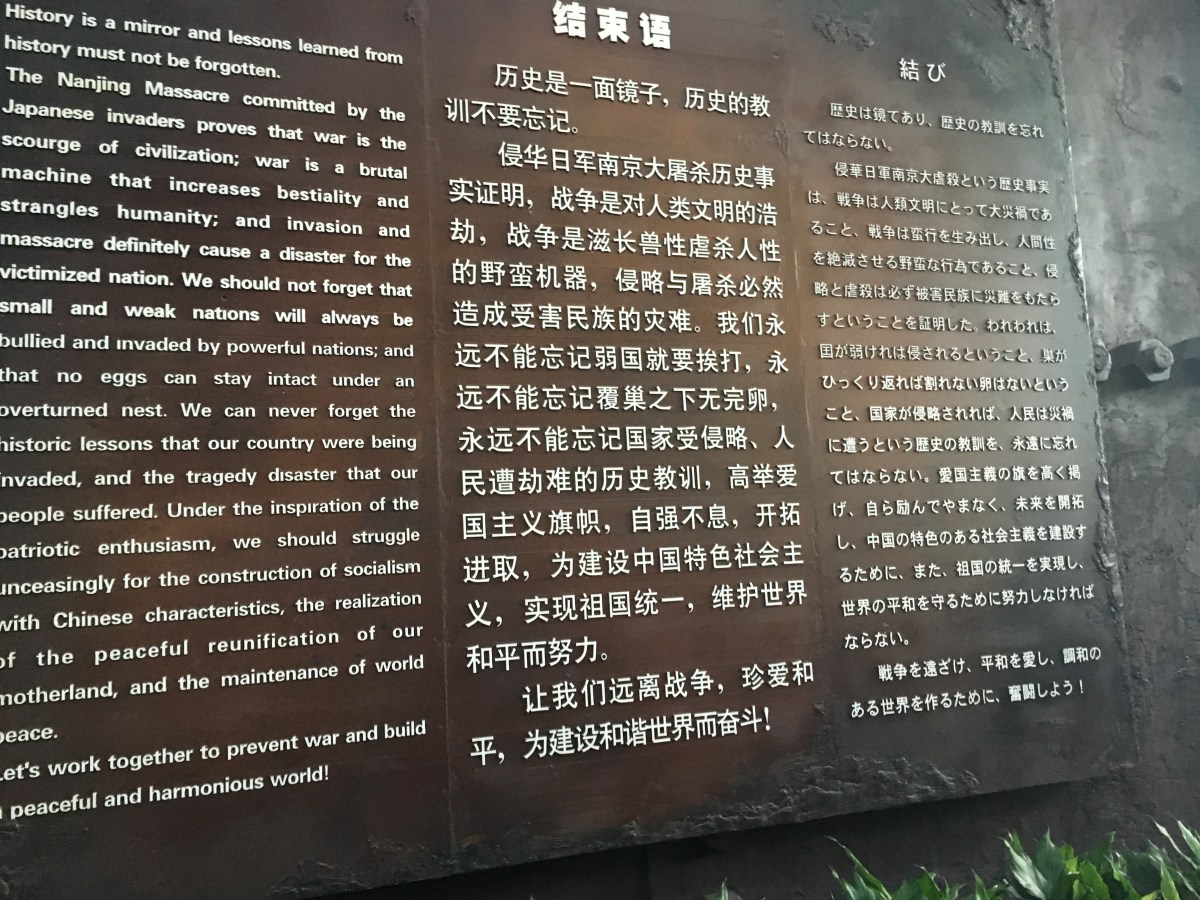 History is a mirror and lessons learned from
history must not be forgotten.
The Nanjing Massacre committed by the
Japanese invaders proves that war is the
scourge of civilization; war is a brutal
machine that increases bestiality and
strangles humanity; and invasion and
massacre definitely cause a disaster for the
victimized nation. We should not forget that
small and weak nations will always be
bullied and invaded by powerful nations; and
that no eggs can stay intact under an
overturned nest. We can never forget the
historic lessons that our country were being
invaded, and the tragedy disaster that our
people suffered. Under the inspiration of the
patriotic enthusiasm, we should struggle
unceasingly for the construction of socialism
with Chinese characteristics, the realization
of the peaceful reunification of our
motherland, and the maintenance of world
peace.
Let's work together to prevent war and build
a peaceful and harmonious world!
结束语
历史是一面镜子，历史的教
训不要忘记。
侵华日军南京大屠杀历史事
实证明，战争是对人类文明的浩
劫，战争是滋长兽性虐杀人性
的野蛮机器，侵略与屠杀必然
造成受害民族的灾难。我们永
远不能忘记弱国就要挨打，永
远不能忘记覆巢之下无完卵，
永远不能忘记国家受侵略、人
民遭劫难的历史教训，高举爱
国主义旗帜，自强不息，开拓
进取，为建设中国特色社会主
义，实现祖国统一，维护世界
和平而努力。
让我们远离战争，珍爱和
平，为建设和谐世界而奋斗！
結び
歴史は鏡であり、歴史の教訓を忘れ
てはならない。
侵華日軍南京大虐殺という歴史事実
は、戦争は人類文明にとって大災禍であ
ること、戦争は蛮行を生み出し、人間性
を絶滅させる野蛮な行為であること、侵
略と虐殺は必ず被害民族に災難をもたら
すということを証明した。われわれは、
国が弱ければ侵されるということ、巣が
ひっくり返れば割れない卵はないという
こと、国家が侵略されれば、人民は災禍
に遭うという歴史の教訓を、永遠に忘れ
てはならない。愛国主義の旗を高く掲
げ、自ら励んでやまなく、未来を開拓
し、中国の特色のある社会主義を建設す
るために、また、祖国の統一を実現し、
世界の平和を守るために努力しなければ
ならない。
戦争を遠ざけ、平和を愛し、調和の
ある世界を作るために、奮闘しよう！